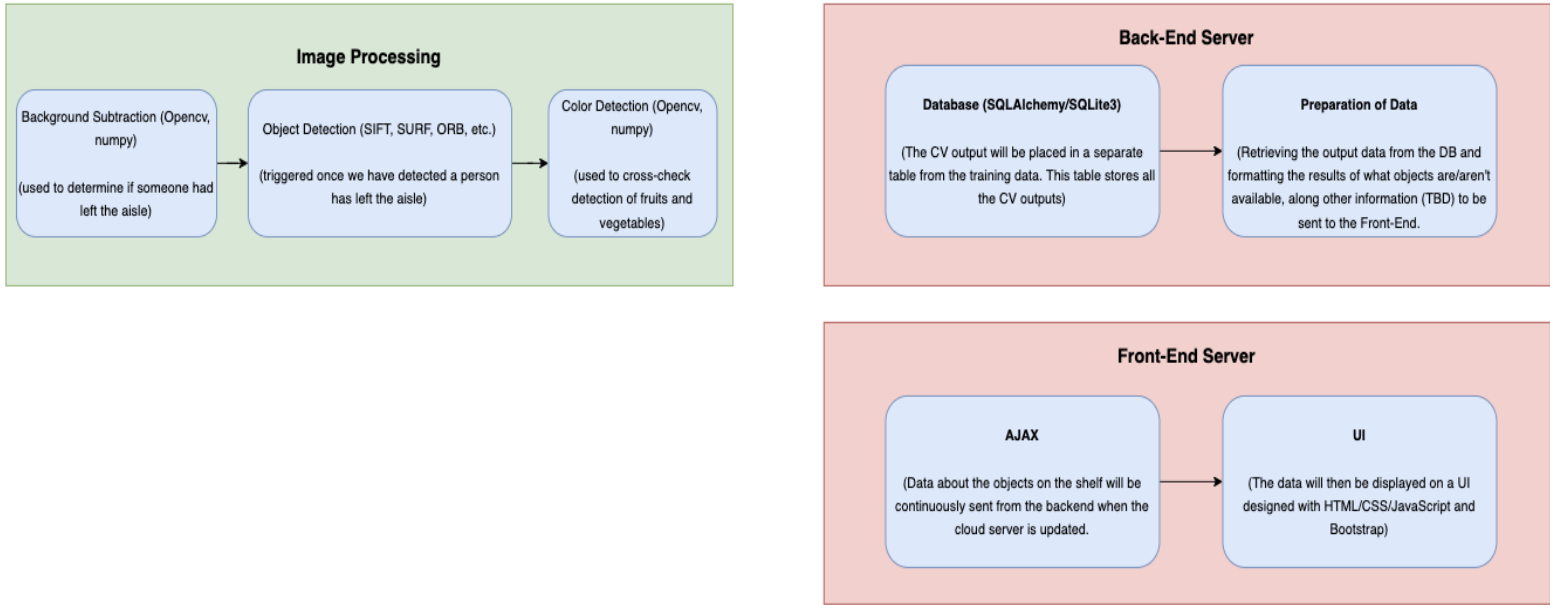 Image Processing
Background Subtraction (Opencv,
numpy)
(used to determine if someone had
left the aisle)
Object Detection (SIFT, SURF, ORB, etc.)
(triggered once we have detected a person
has left the aisle)
Color Detection (Opencv,
numpy)
(used to cross-check
detection of fruits and
vegetables)
Back-End Server
Database (SQLAlchemy/SQLite3)
(The CV output will be placed in a separate
table from the training data. This table stores all
the CV outputs)
Preparation of Data
(Retrieving the output data from the DB and
formatting the results of what objects are/aren't
available, along other information (TBD) to be
sent to the Front-End.
Front-End Server
AJAX
(Data about the objects on the shelf will be
continuously sent from the backend when the
cloud server is updated.
UI
(The data will then be displayed on a UI
designed with HTML/CSS/JavaScript and
Bootstrap)